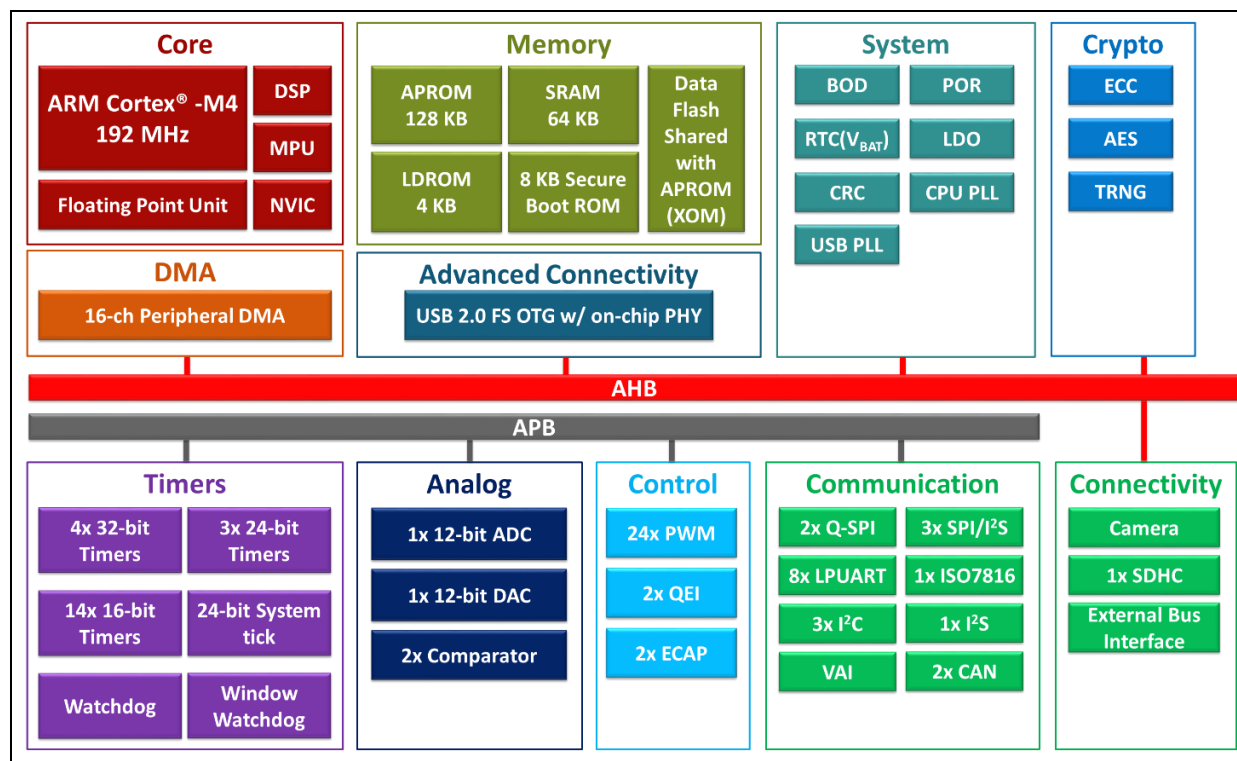 Core
ARM Cortex® -M4
192 MHz
DSP
MPU
Floating Point Unit
NVIC
Memory
APROM
128 KB
SRAM
64 KB
Data
Flash
Shared
with
APROM
(XOM)
LDROM
4 KB
8 KB Secure
Boot ROM
System
BOD
POR
RTC(VBAT)
LDO
CRC
CPU PLL
USB PLL
Crypto
ECC
AES
TRNG
DMA
16-ch Peripheral DMA
Advanced Connectivity
USB 2.0 FS OTG w/ on-chip PHY
AHB
APB
Timers
4x 32-bit
Timers
3x 24-bit
Timers
14x 16-bit
Timers
24-bit System
tick
Watchdog
Window
Watchdog
Analog
1x 12-bit ADC
1x 12-bit DAC
2x Comparator
Control
24x PWM
2x QEI
2x ECAP
Communication
2x Q-SPI
3x SPI/I²S
8x LPUART
1x ISO7816
3x I²C
1x I²S
VAI
2x CAN
Connectivity
Camera
1x SDHC
External Bus
Interface